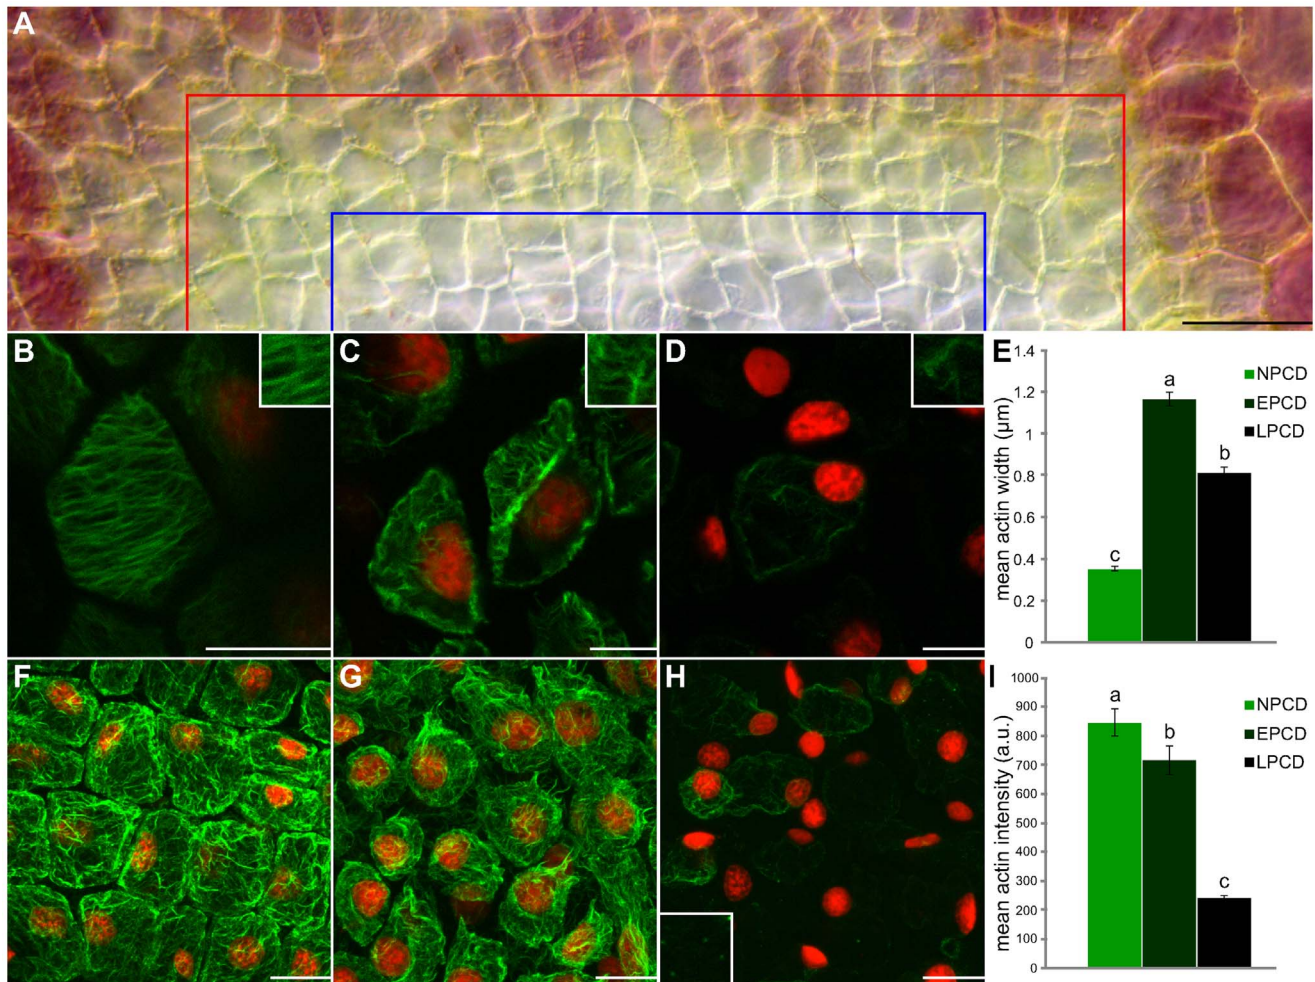 A
B
C
D
E
1.4
1.2
1
0.8
0.6
0.4
0.2
0
mean actin width (μm)
NPCD
EPCD
LPCD
c
a
b
F
G
H
I
1000
900
800
700
600
500
400
300
200
100
0
mean actin intensity (a.u.)
NPCD
EPCD
LPCD
a
b
c